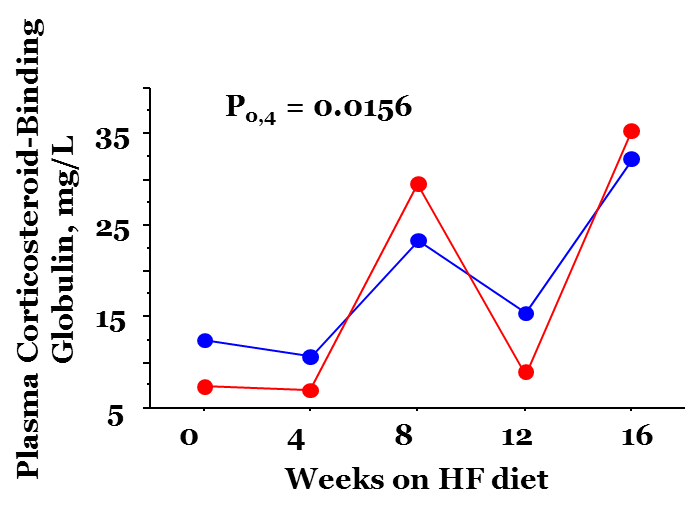 Plasma Corticosteroid-Binding
Globulin, mg/L
P0,4 = 0.0156
35
25
15
5
0 4 8 12 16
Weeks on HF diet